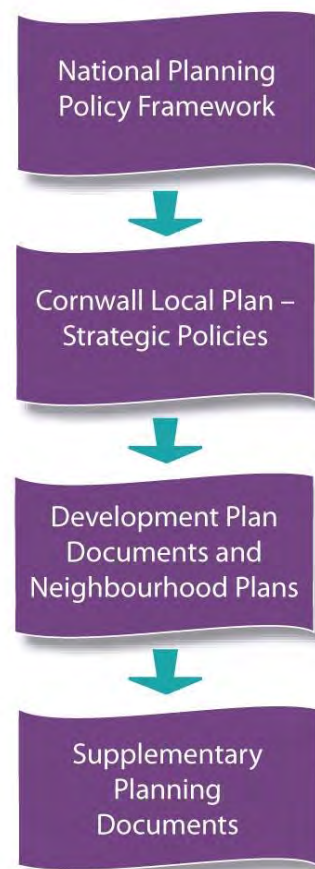 National Planning
Policy Framework
Cornwall Local Plan –
Strategic Policies
Development Plan
Documents and
Neighbourhood Plans
Supplementary
Planning
Documents